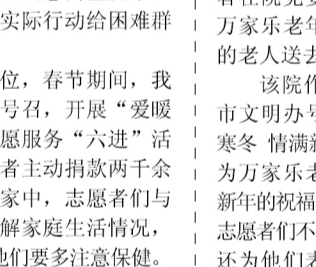 实际行动给困难群
位，春节期间，我
号召，开展“爱暖
愿服务“六进”活
者主动捐款两千余
家中，志愿者们与
解家庭生活情况，
他们要多注意保健。
万家乐老年
的老人送去
该院作
市文明办号
寒冬 情满新
为万家乐老
新年的祝福
志愿者们不
还为他们表